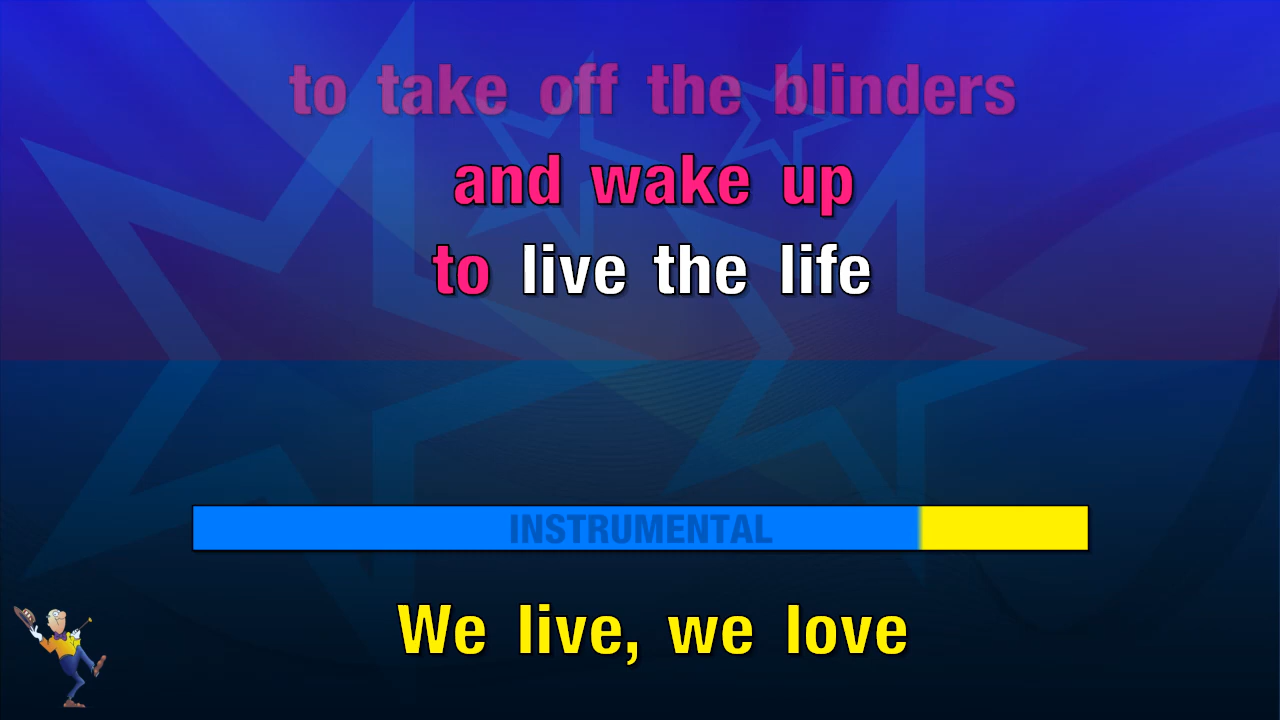 to take off the blinders
and wake up
to live the life
INSTRUMENTAL
We live, we love